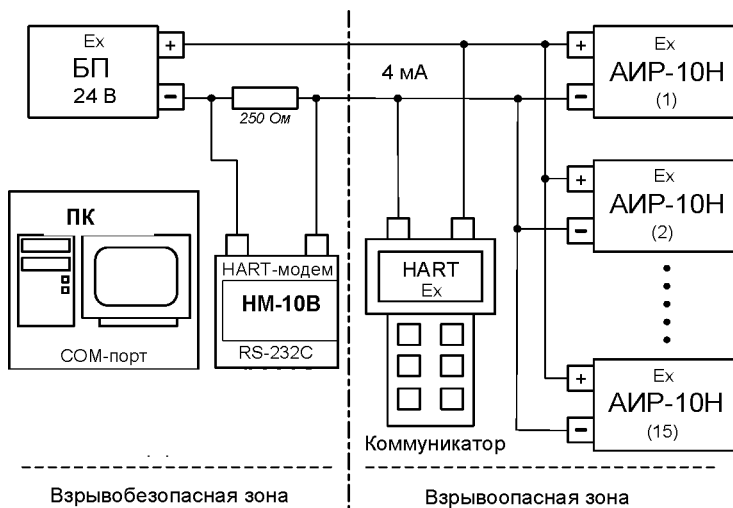 Ex
БП
24 В
+
−
250 Ом
4 мА
+
−
Ex
АИР-10Н
(1)
+
−
Ex
АИР-10Н
(2)
+
−
Ex
АИР-10Н
(15)
ПК
COM-порт
HART-модем
НМ-10В
RS-232C
HART
Ex
Коммуникатор
Взрывобезопасная зона
Взрывоопасная зона